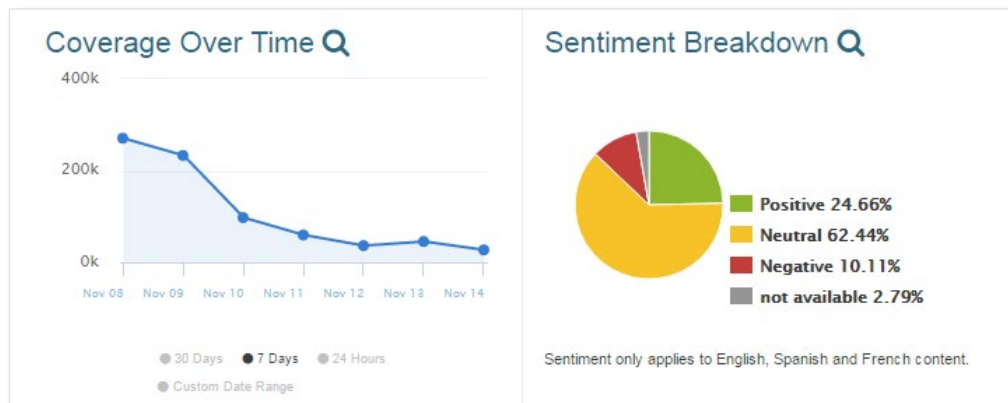 Coverage Over Time
400k
200k
0k
Nov 08 Nov 09 Nov 10 Nov 11 Nov 12 Nov 13 Nov 14
30 Days 7 Days 24 Hours
Custom Date Range
Sentiment Breakdown
Positive 24.66%
Neutral 62.44%
Negative 10.11%
not available 2.79%
Sentiment only applies to English, Spanish and French content.